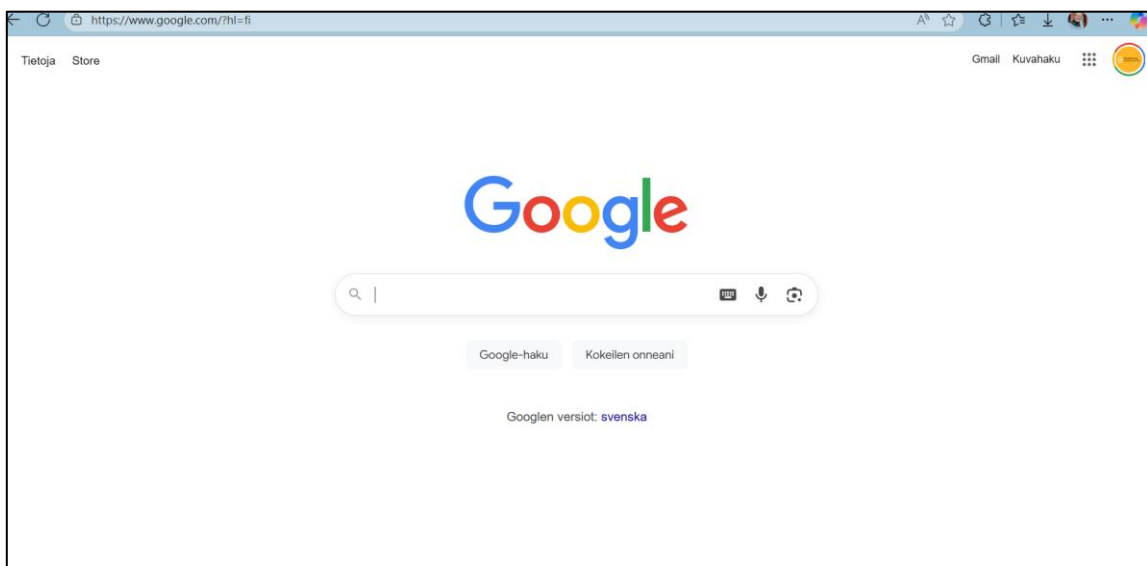 https://www.google.com/?hl=fi
Tietoja Store
Gmail Kuvahaku
Google
Google-haku Kokeilen onneani
Googlen versiot: svenska